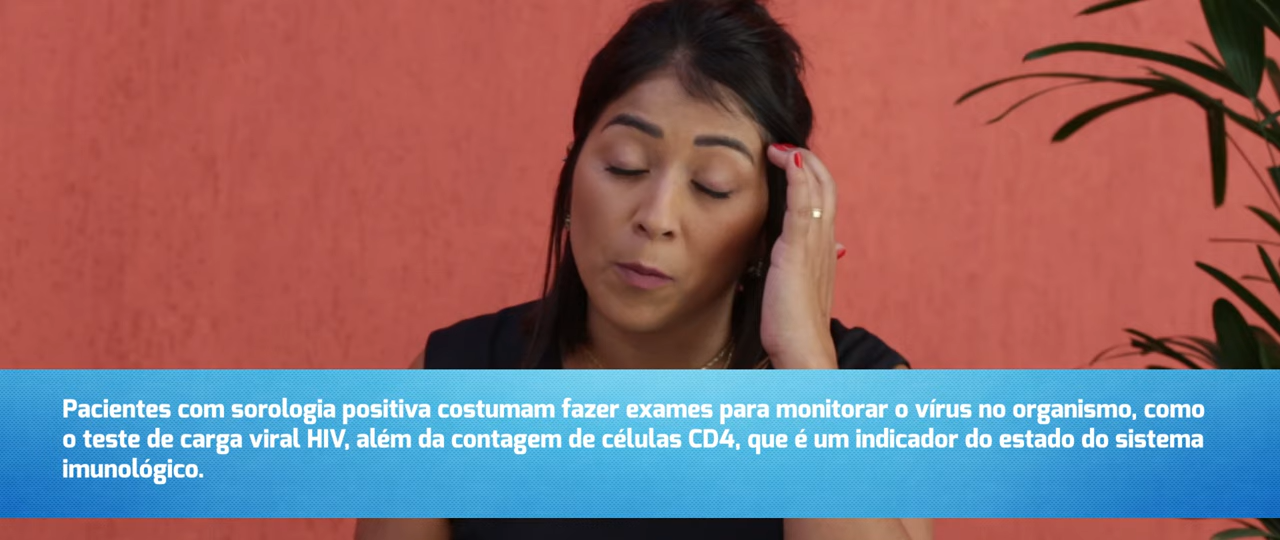 Pacientes com sorologia positiva costumam fazer exames para monitorar o vírus no organismo, como
o teste de carga viral HIV, além da contagem de células CD4, que é um indicador do estado do sistema
imunológico.